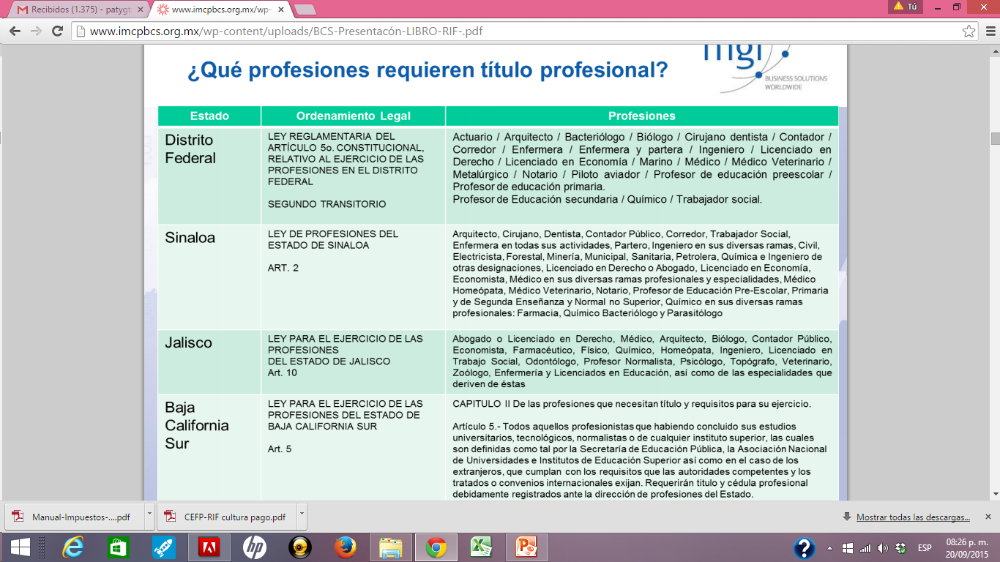 Recibidos (1.375) - patygt
www.imcpbcs.org.mx/wp-
Tú
www.imcpbcs.org.mx/wp-content/uploads/BCS-Presentacón-LIBRO-RIF-.pdf
¿Qué profesiones requieren título profesional?
mgi
BUSINESS SOLUTIONS
WORLDWIDE
Estado
Ordenamiento Legal
Profesiones
Distrito
Federal
LEY REGLAMENTARIA DEL
ARTÍCULO 5o. CONSTITUCIONAL,
RELATIVO AL EJERCICIO DE LAS
PROFESIONES EN EL DISTRITO
FEDERAL
SEGUNDO TRANSITORIO
Actuario / Arquitecto / Bacteriólogo / Biólogo / Cirujano dentista / Contador /
Corredor / Enfermera / Enfermera y partera / Ingeniero / Licenciado en
Derecho / Licenciado en Economía / Marino / Médico / Médico Veterinario /
Metalúrgico / Notario / Piloto aviador / Profesor de educación preescolar /
Profesor de educación primaria.
Profesor de Educación secundaria / Químico / Trabajador social.
Sinaloa
LEY DE PROFESIONES DEL
ESTADO DE SINALOA
ART. 2
Arquitecto, Cirujano, Dentista, Contador Público, Corredor, Trabajador Social,
Enfermera en todas sus actividades, Partero, Ingeniero en sus diversas ramas, Civil,
Electricista, Forestal, Minería, Municipal, Sanitaria, Petrolera, Química e Ingeniero de
otras designaciones, Licenciado en Derecho o Abogado, Licenciado en Economía,
Economista, Médico en sus diversas ramas profesionales y especialidades, Médico
Homeópata, Médico Veterinario, Notario, Profesor de Educación Pre-Escolar, Primaria
y de Segunda Enseñanza y Normal no Superior, Químico en sus diversas ramas
profesionales: Farmacia, Químico Bacteriólogo y Parasitólogo
Jalisco
LEY PARA EL EJERCICIO DE LAS
PROFESIONES
DEL ESTADO DE JALISCO
Art. 10
Abogado o Licenciado en Derecho, Médico, Arquitecto, Biólogo, Contador Público,
Economista, Farmacéutico, Físico, Químico, Homeópata, Ingeniero, Licenciado en
Trabajo Social, Odontólogo, Profesor Normalista, Psicólogo, Topógrafo, Veterinario,
Zoólogo, Enfermería y Licenciados en Educación, así como de las especialidades que
deriven de éstas
Baja
California
Sur
LEY PARA EL EJERCICIO DE LAS
PROFESIONES DEL ESTADO DE
BAJA CALIFORNIA SUR
Art. 5
CAPITULO II De las profesiones que necesitan título y requisitos para su ejercicio.
Artículo 5.- Todos aquellos profesionistas que habiendo concluido sus estudios
universitarios, tecnológicos, normalistas o de cualquier instituto superior, las cuales
son definidas como tal por la Secretaría de Educación Pública, la Asociación Nacional
de Universidades e Institutos de Educación Superior así como en el caso de los
extranjeros, que cumplan con los requisitos que las autoridades competentes y los
tratados o convenios internacionales exijan. Requerirán titulo y cédula profesional
debidamente registrados ante la dirección de profesiones del Estado.
Manual-Impuestos-....pdf
CEFP-RIF cultura pago.pdf
Mostrar todas las descargas...
ESP
08:26 p. m.
20/09/2015